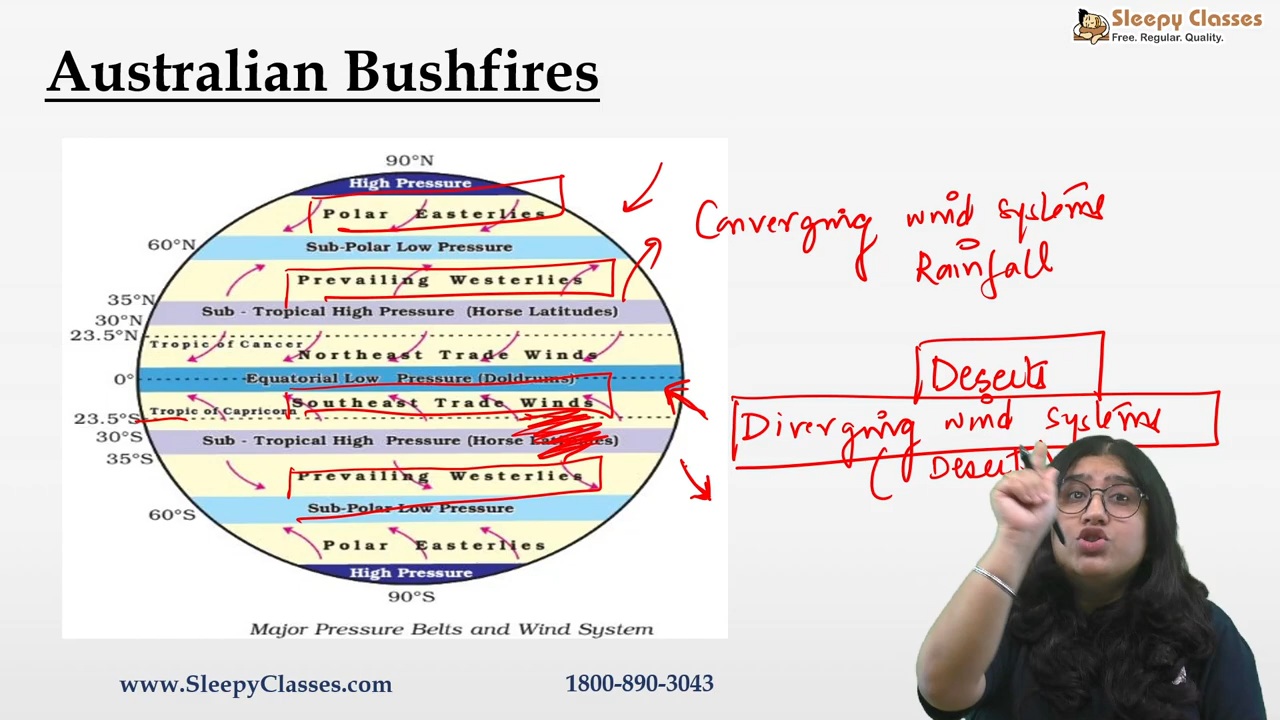 Sleepy Classes
Free. Regular. Quality.
Australian Bushfires
90°N
High Pressure
Polar Easterlies
60°N
Sub-Polar Low Pressure
Prevailing Westerlies
35°N
Sub - Tropical High Pressure (Horse Latitudes)
30°N
23.5°N
Tropic of Cancer
Northeast Trade Winds
0°
Equatorial Low Pressure (Doldrums)
Southeast Trade Winds
Tropic of Capricorn
23.5°S
30°S
Sub - Tropical High Pressure (Horse Latitudes)
35°S
Prevailing Westerlies
60°S
Sub-Polar Low Pressure
Polar Easterlies
High Pressure
90°S
Major Pressure Belts and Wind System
Converging wind systems
Rainfall
Deserts
Diverging wind systems
(Desert
www.SleepyClasses.com
1800-890-3043